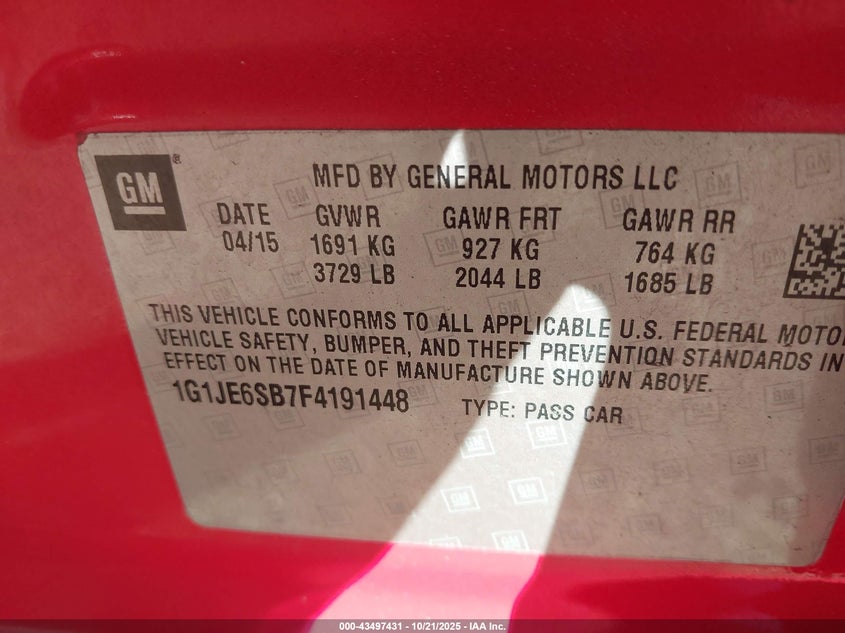 GM®
MFD BY GENERAL MOTORS LLC
DATE GVWR GAWR FRT GAWR RR
04/15 1691 KG 927 KG 764 KG
3729 LB 2044 LB 1685 LB
THIS VEHICLE CONFORMS TO ALL APPLICABLE U.S. FEDERAL MOTO
VEHICLE SAFETY, BUMPER, AND THEFT PREVENTION STANDARDS IN
EFFECT ON THE DATE OF MANUFACTURE SHOWN ABOVE.
1G1JE6SB7F4191448 TYPE: PASS CAR
000-43497431 - 10/21/2025 - IAA Inc.